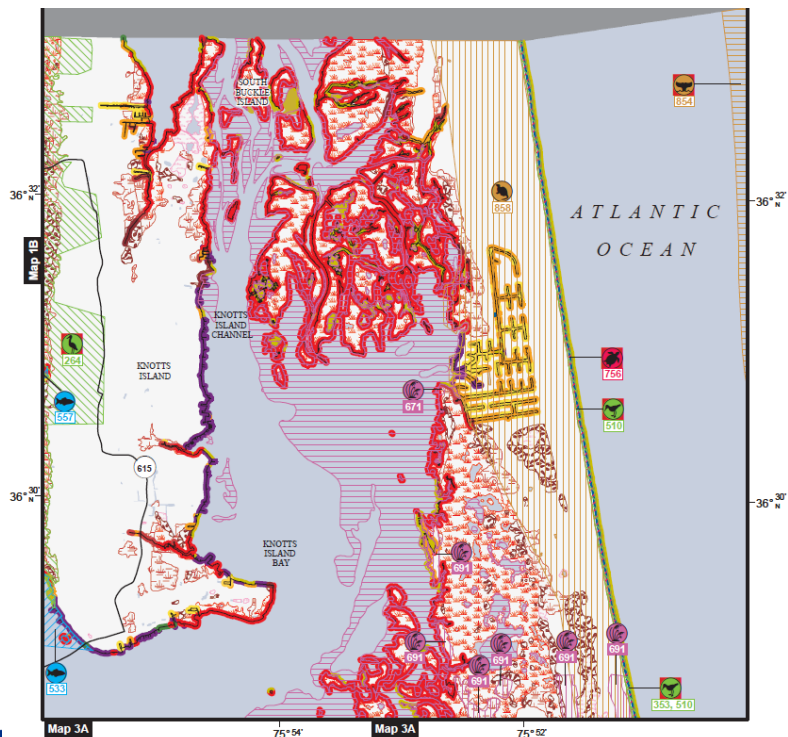 SOUTH
BUCKLE
ISLAND
854
36° 32'
N
36° 32'
N
858
ATLANTIC
OCEAN
Map 1B
KNOTTS
ISLAND
CHANNEL
264
756
KNOTTS
ISLAND
671
557
510
615
36° 30'
N
36° 30'
N
KNOTTS
ISLAND
BAY
691
691
691
691
691
691
533
353, 510
Map 3A
75° 54'
Map 3A
75° 52'